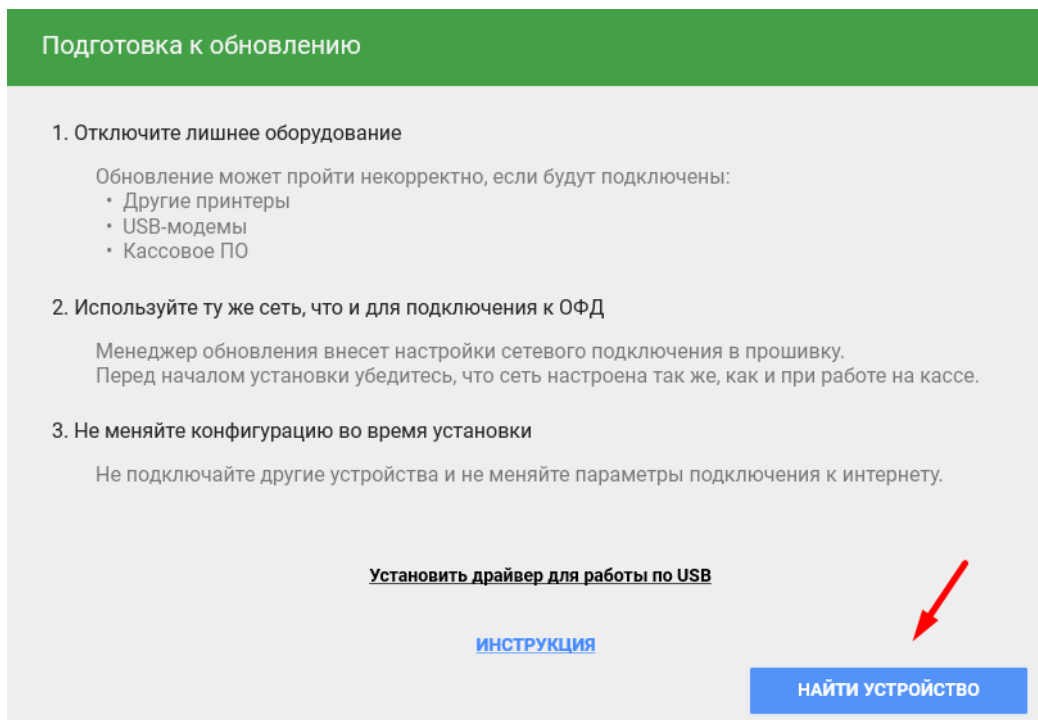 Подготовка к обновлению
1. Отключите лишнее оборудование
Обновление может пройти некорректно, если будут подключены:
• Другие принтеры
• USB-модемы
• Кассовое ПО
2. Используйте ту же сеть, что и для подключения к ОФД
Менеджер обновления внесет настройки сетевого подключения в прошивку.
Перед началом установки убедитесь, что сеть настроена так же, как и при работе на кассе.
3. Не меняйте конфигурацию во время установки
Не подключайте другие устройства и не меняйте параметры подключения к интернету.
Установить драйвер для работы по USB
ИНСТРУКЦИЯ
НАЙТИ УСТРОЙСТВО